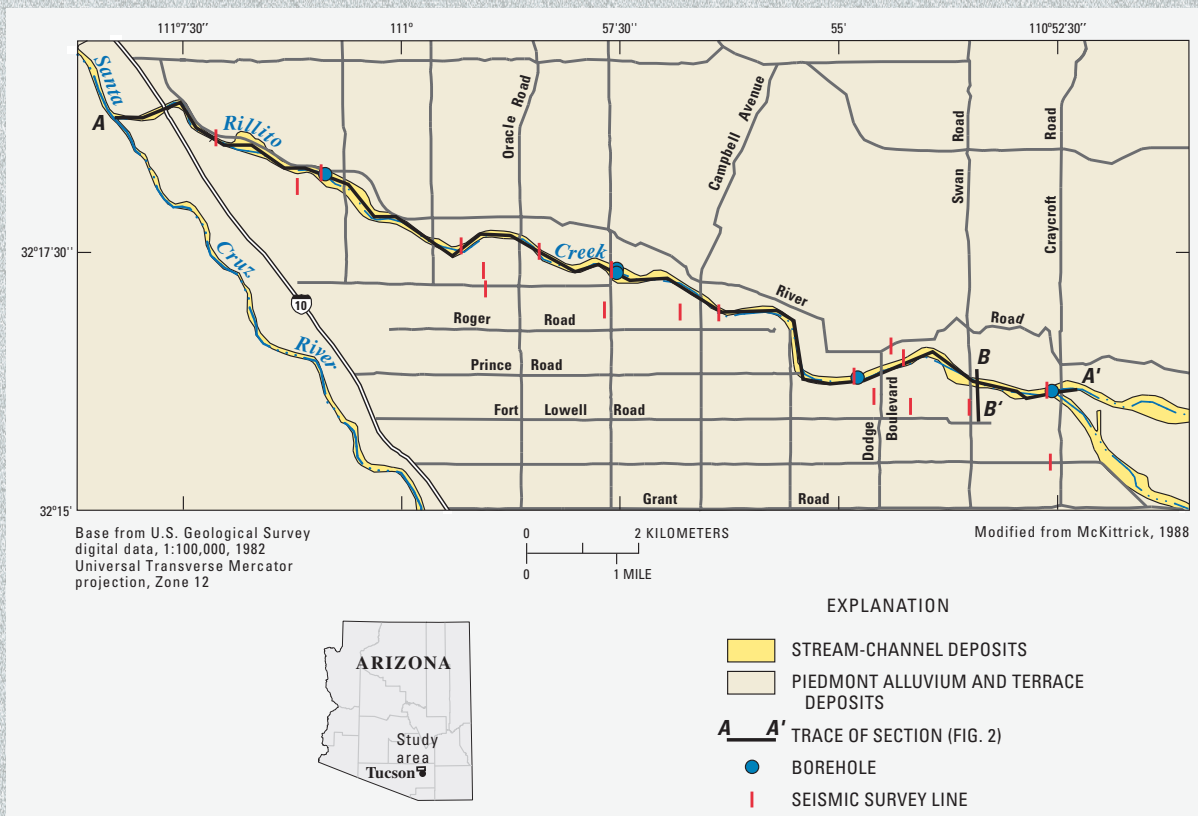 111°7'30''
111°
57'30''
55'
110°52'30''
Santa
A
Rillito
Oracle Road
Campbell Avenue
Swan Road
Craycroft Road
32°17'30''
Cruz
Creek
River
10
Roger Road
River Road
Prince Road
B
A'
Fort Lowell Road
B'
Dodge Boulevard
River
Grant Road
32°15'
Base from U.S. Geological Survey
digital data, 1:100,000, 1982
Universal Transverse Mercator
projection, Zone 12
0 2 KILOMETERS
0 1 MILE
Modified from McKittrick, 1988
EXPLANATION
STREAM-CHANNEL DEPOSITS
PIEDMONT ALLUVIUM AND TERRACE
DEPOSITS
A A' TRACE OF SECTION (FIG. 2)
BOREHOLE
SEISMIC SURVEY LINE
ARIZONA
Study
area
Tucson